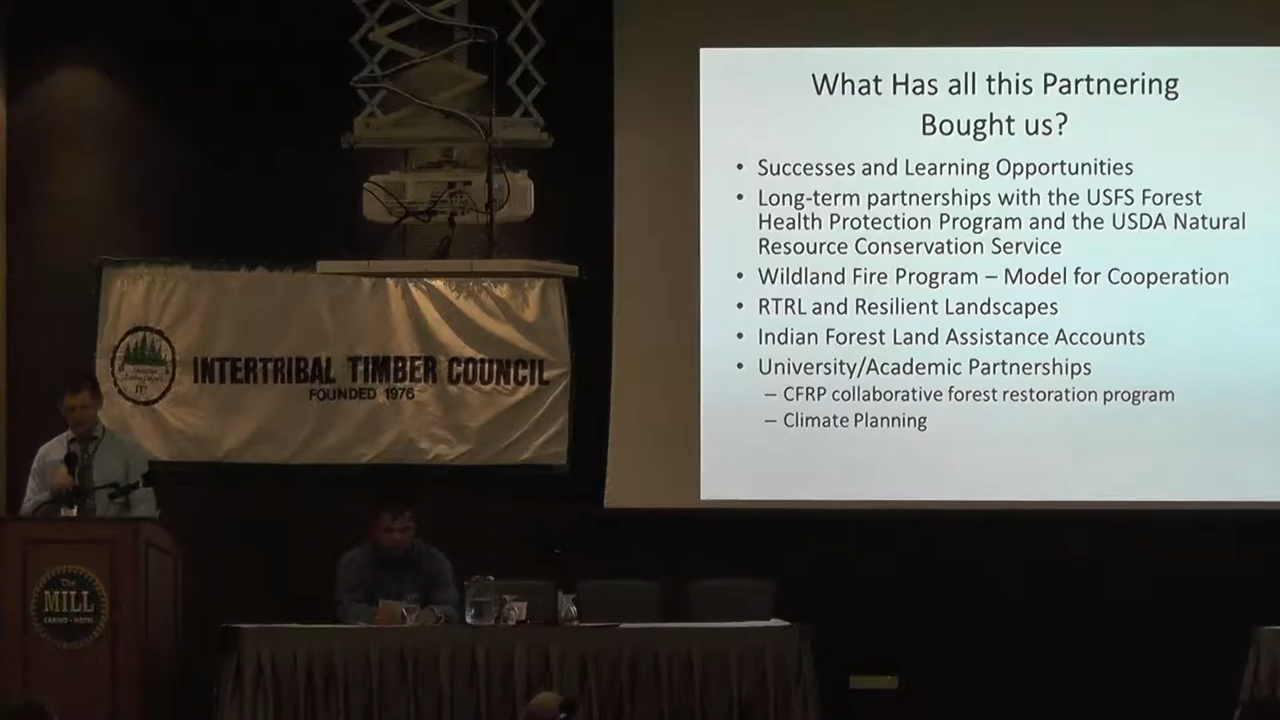 What Has all this Partnering
Bought us?
• Successes and Learning Opportunities
• Long-term partnerships with the USFS Forest
Health Protection Program and the USDA Natural
Resource Conservation Service
• Wildland Fire Program – Model for Cooperation
• RTRL and Resilient Landscapes
• Indian Forest Land Assistance Accounts
• University/Academic Partnerships
– CFRP collaborative forest restoration program
– Climate Planning
INTERTRIBAL TIMBER COUNCIL
FOUNDED 1976
The
MILL
CASINO • HOTEL